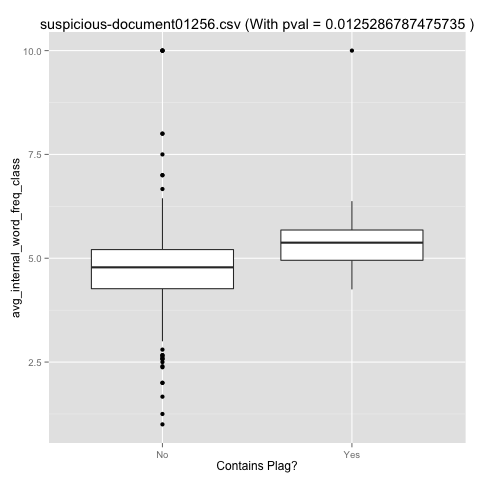 suspicious-document01256.csv (With pval = 0.0125286787475735 )
10.0
7.5
5.0
2.5
avg_internal_word_freq_class
No
Yes
Contains Plag?